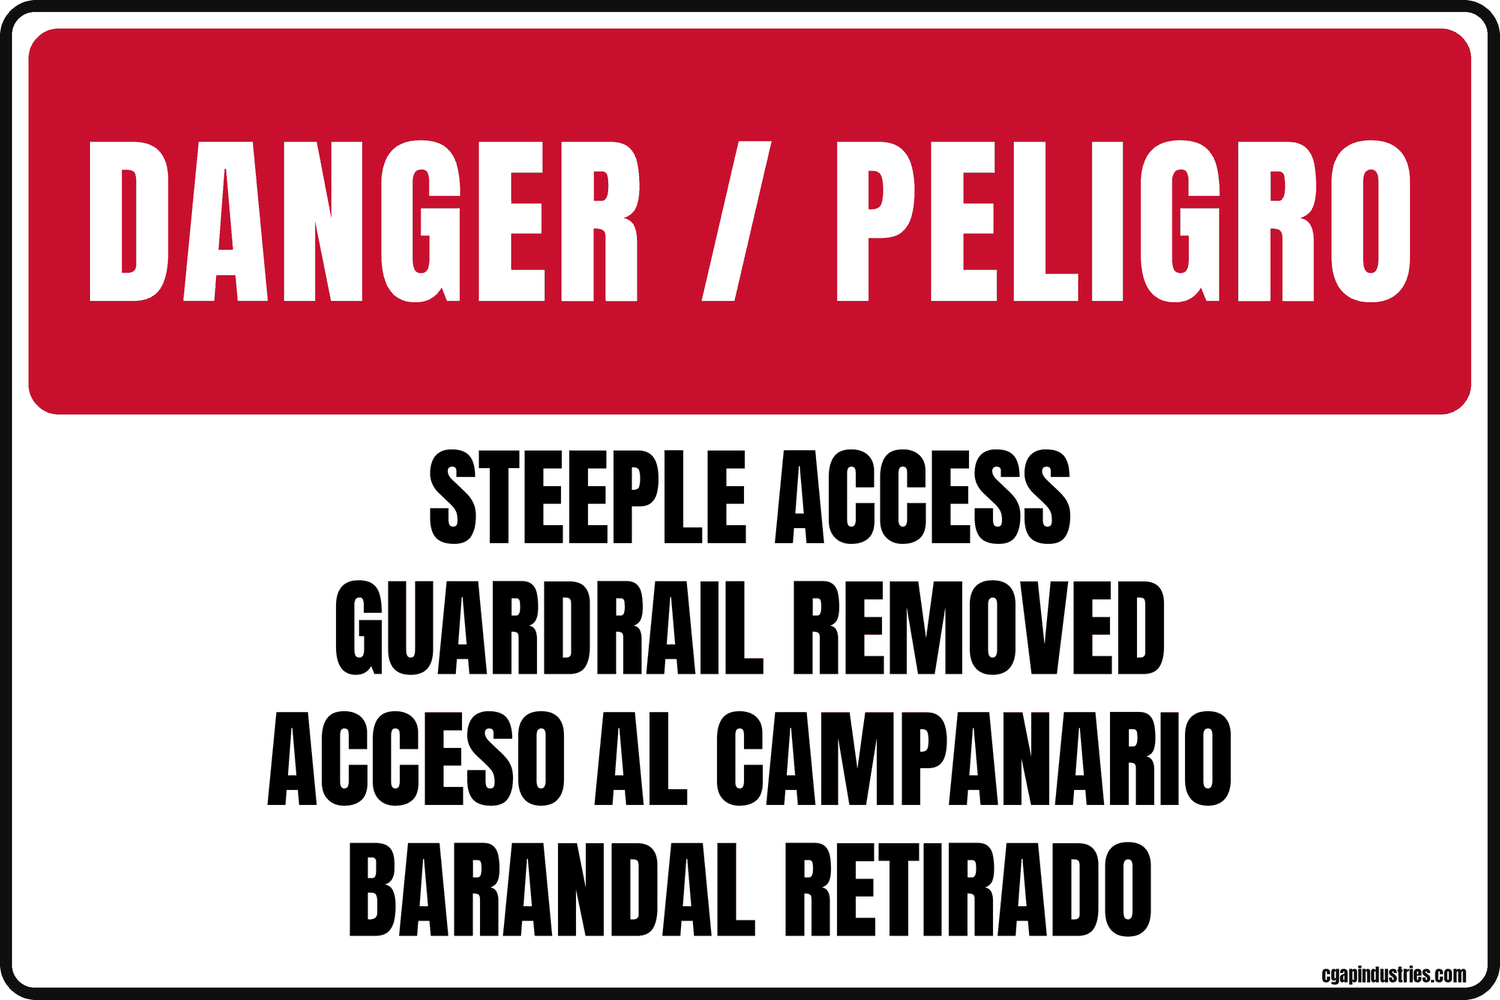 DANGER / PELIGRO
STEEPLE ACCESS
GUARDRAIL REMOVED
ACCESO AL CAMPANARIO
BARANDAL RETIRADO
cgapindustries.com